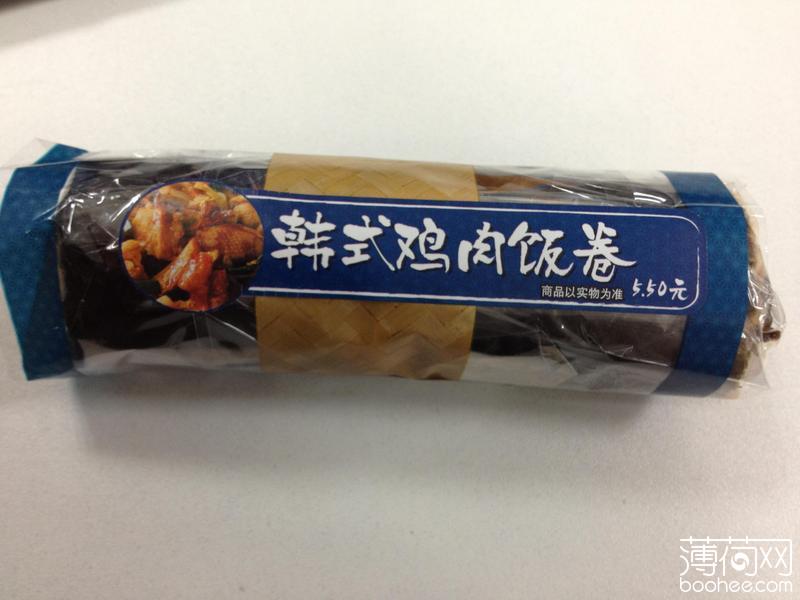 韩式鸡肉饭卷
商品以实物为准 5.50元
薄荷网
boohee.com